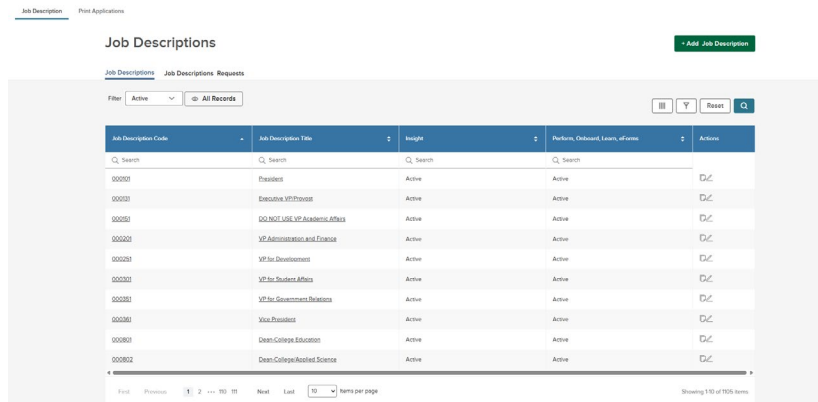 Job Description Print Applications
Job Descriptions
+ Add Job Description
Job Descriptions Job Descriptions Requests
Filter Active All Records Reset
Job Description Code Job Description Title Insight Perform, Onboard, Learn, eForms Actions
Search Search Search Search
000101 President Active Active
000131 Executive VP/Provost Active Active
000151 DO NOT USE VP Academic Affairs Active Active
000201 VP Administration and Finance Active Active
000251 VP for Development Active Active
000301 VP for Student Affairs Active Active
000351 VP for Government Relations Active Active
000361 Vice President Active Active
000801 Dean-College Education Active Active
000802 Dean-College/Applied Science Active Active
First Previous 1 2 ••• 110 111 Next Last 10 Items per page Showing 1-10 of 1105 items